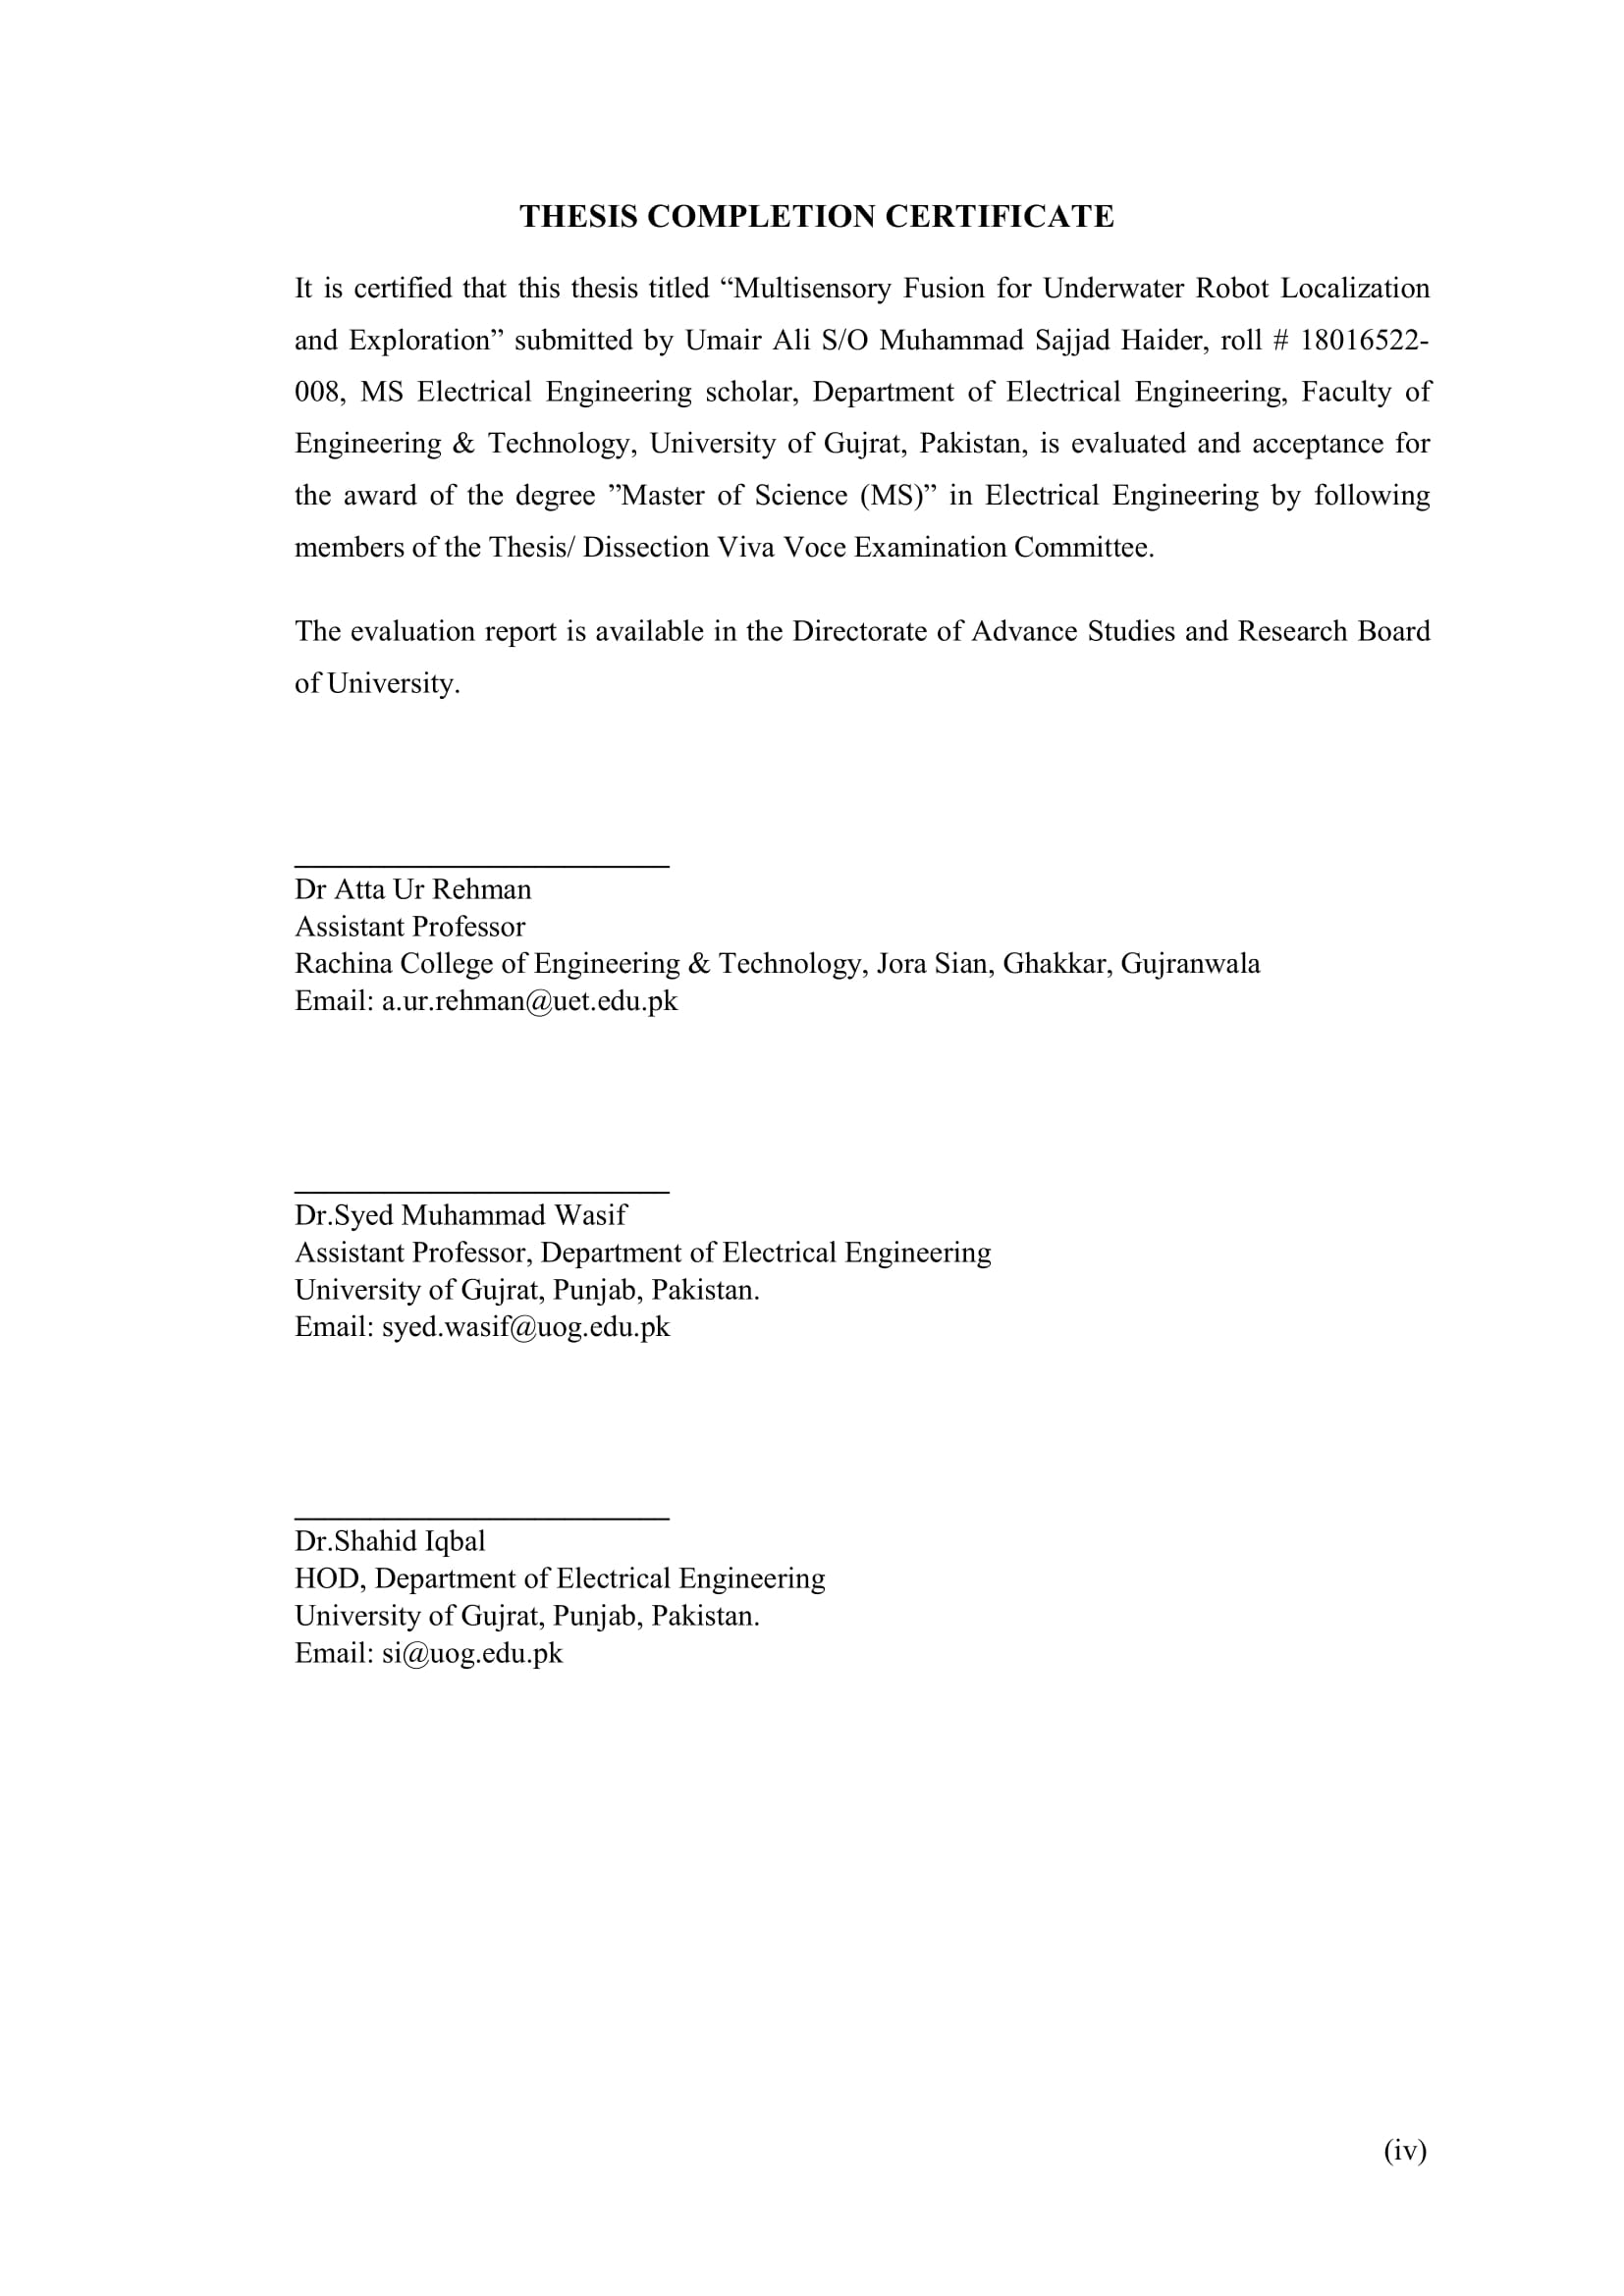 THESIS COMPLETION CERTIFICATE
It is certified that this thesis titled “Multisensory Fusion for Underwater Robot Localization
and Exploration” submitted by Umair Ali S/O Muhammad Sajjad Haider, roll # 18016522-
008, MS Electrical Engineering scholar, Department of Electrical Engineering, Faculty of
Engineering & Technology, University of Gujrat, Pakistan, is evaluated and acceptance for
the award of the degree ”Master of Science (MS)” in Electrical Engineering by following
members of the Thesis/ Dissection Viva Voce Examination Committee.
The evaluation report is available in the Directorate of Advance Studies and Research Board
of University.
Dr Atta Ur Rehman
Assistant Professor
Rachina College of Engineering & Technology, Jora Sian, Ghakkar, Gujranwala
Email: a.ur.rehman@uet.edu.pk
Dr.Syed Muhammad Wasif
Assistant Professor, Department of Electrical Engineering
University of Gujrat, Punjab, Pakistan.
Email: syed.wasif@uog.edu.pk
Dr.Shahid Iqbal
HOD, Department of Electrical Engineering
University of Gujrat, Punjab, Pakistan.
Email: si@uog.edu.pk
(iv)